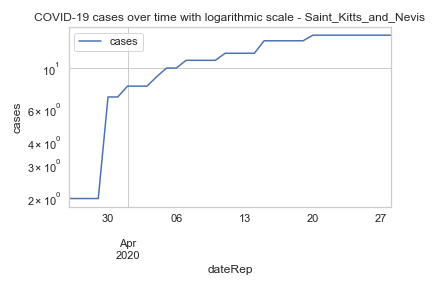 COVID-19 cases over time with logarithmic scale - Saint_Kitts_and_Nevis
cases
10¹
6 × 10⁰
4 × 10⁰
3 × 10⁰
2 × 10⁰
cases
30
06
13
20
27
Apr
2020
dateRep